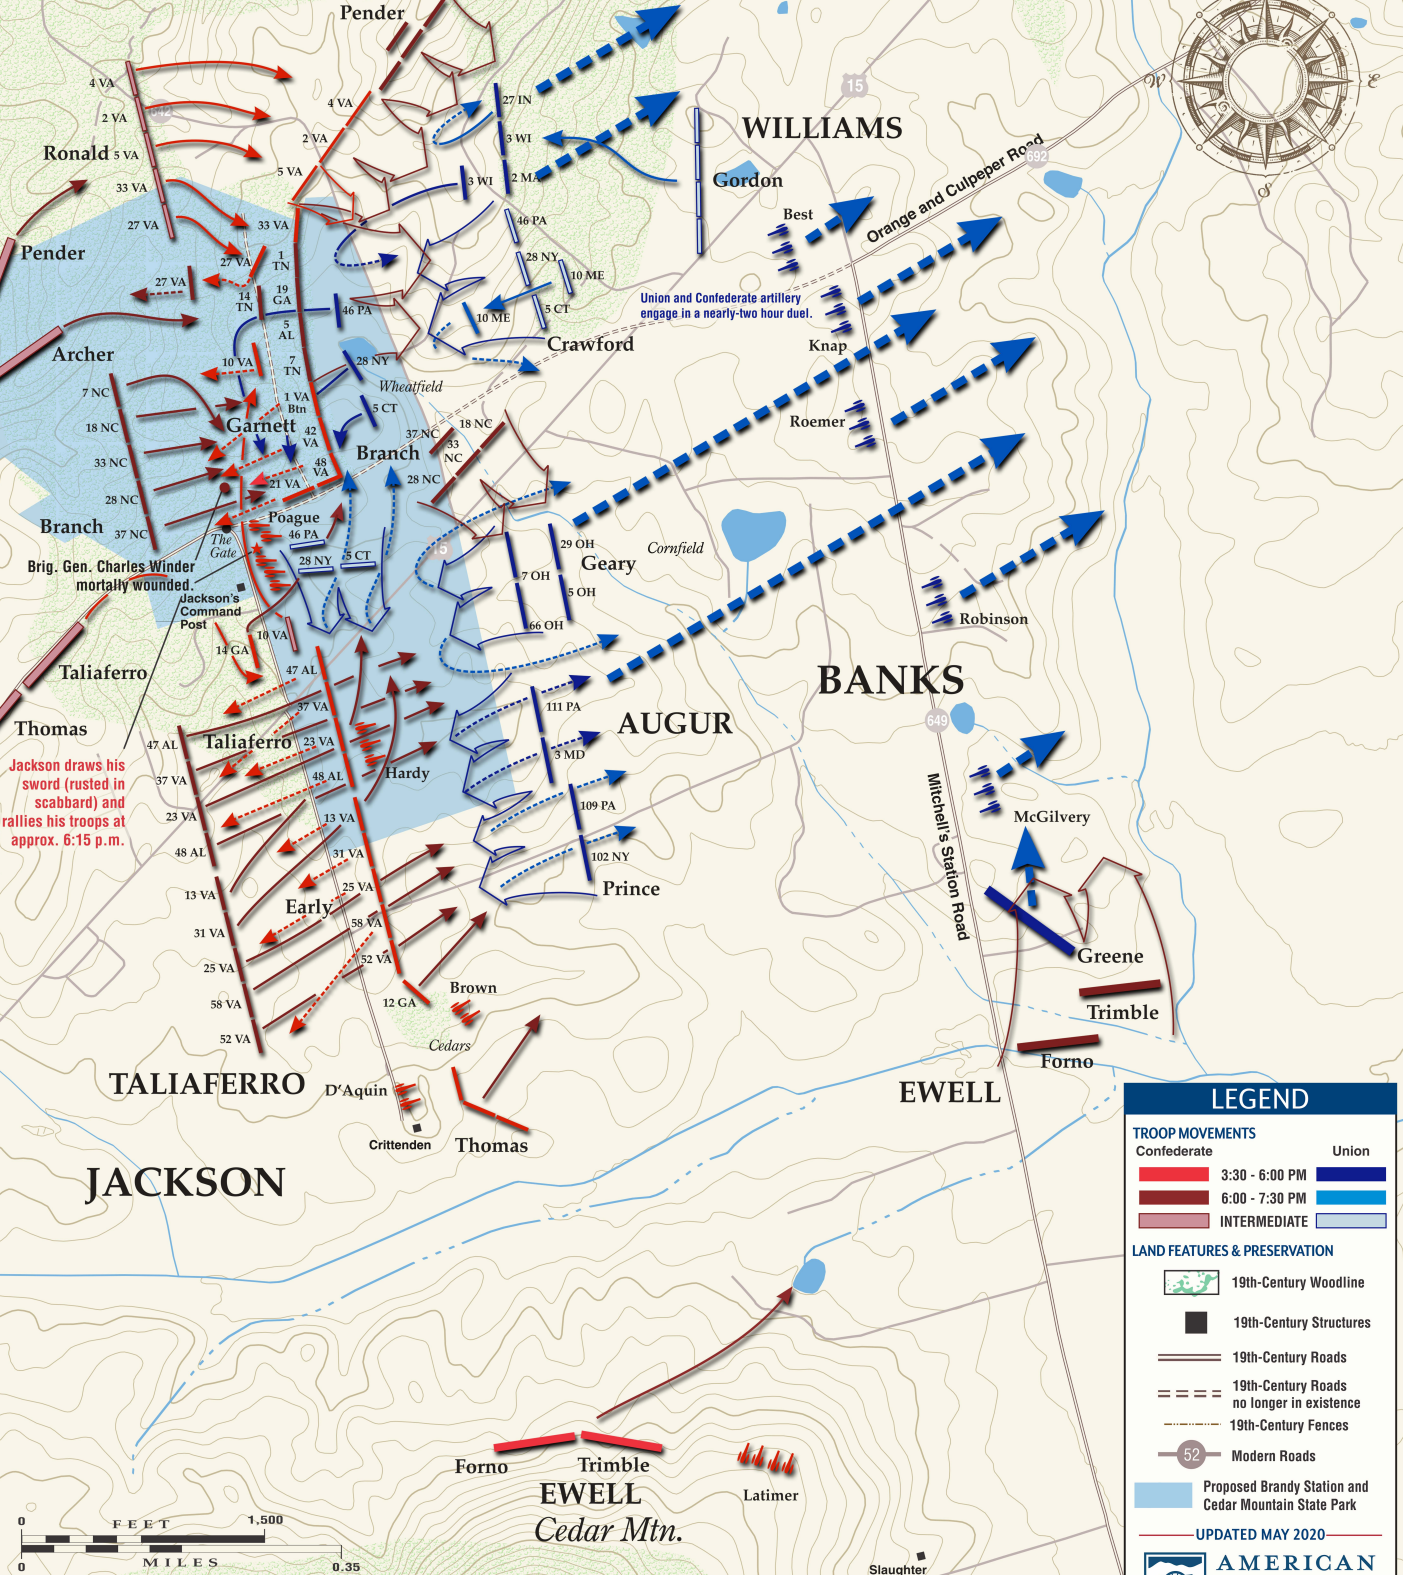 Pender
4 VA
2 VA
Ronald
5 VA
33 VA
27 VA
Pender
4 VA
2 VA
5 VA
33 VA
27 VA
1
TN
27 VA
14
TN
19
GA
5
AL
46 PA
Archer
10 VA
7
TN
28 NY
7 NC
18 NC
33 NC
28 NC
37 NC
Branch
1 VA
Btn
Garnett
42
VA
48
VA
21 VA
5 CT
Wheatfield
Branch
37 NC
33
NC
18 NC
28 NC
27 IN
3 WI
2 MA
3 WI
46 PA
28 NY
10 ME
5 CT
10 ME
Crawford
WILLIAMS
Gordon
15
692
Orange and Culpeper Road
Best
Union and Confederate artillery
engage in a nearly-two hour duel.
Knap
Roemer
Poague
46 PA
28 NY
5 CT
The
Gate
15
Brig. Gen. Charles Winder
mortally wounded.
Jackson's
Command
Post
10 VA
14 GA
Taliaferro
Thomas
29 OH
Geary
7 OH
5 OH
66 OH
Cornfield
Robinson
BANKS
649
47 AL
37 VA
Taliaferro
23 VA
48 AL
Hardy
13 VA
31 VA
25 VA
Early
58 VA
52 VA
12 GA
47 AL
37 VA
23 VA
48 AL
13 VA
31 VA
25 VA
58 VA
52 VA
Jackson draws his
sword (rusted in
scabbard) and
rallies his troops at
approx. 6:15 p.m.
111 PA
AUGUR
3 MD
109 PA
102 NY
Prince
Mitchell's Station Road
McGilvery
Greene
Trimble
Forno
EWELL
Brown
Cedars
TALIAFERRO
D'Aquin
Crittenden
Thomas
JACKSON
Forno
Trimble
EWELL
Cedar Mtn.
Latimer
Slaughter
W
E
S
0
FEET
1,500
MILES
0
0.35
LEGEND
TROOP MOVEMENTS
Confederate Union
3:30 - 6:00 PM
6:00 - 7:30 PM
INTERMEDIATE
LAND FEATURES & PRESERVATION
19th-Century Woodline
19th-Century Structures
19th-Century Roads
19th-Century Roads
no longer in existence
19th-Century Fences
52
Modern Roads
Proposed Brandy Station and
Cedar Mountain State Park
UPDATED MAY 2020
AMERICAN